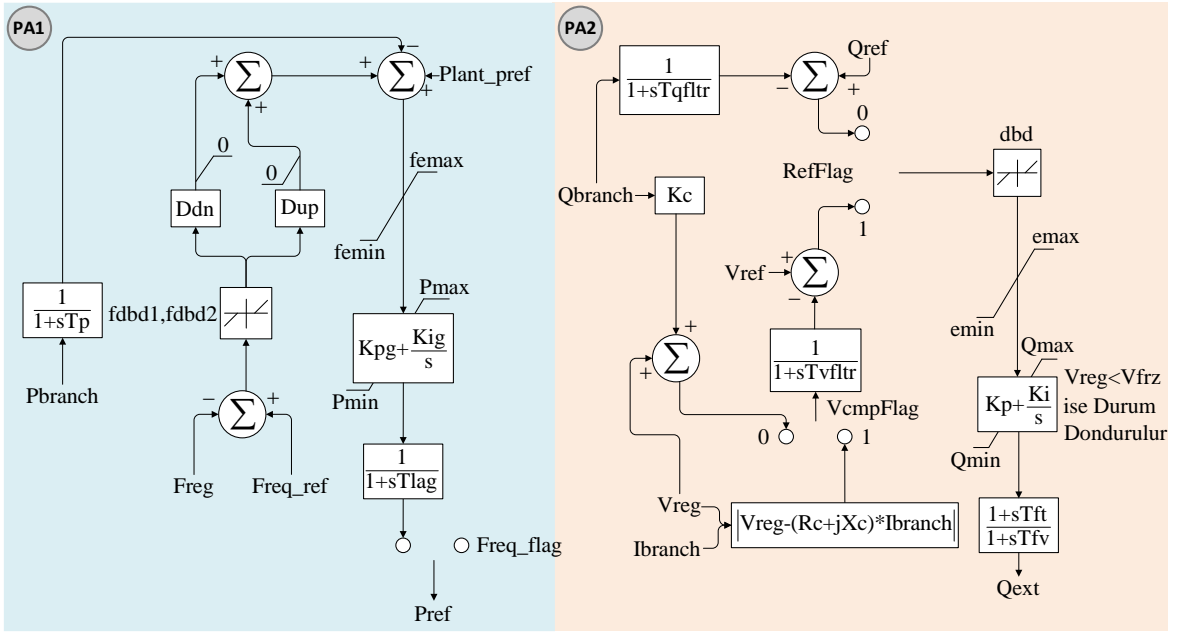 PA1
+
Σ
+
+
Σ
−
+
Plant_pref
0
0
Ddn
Dup
femax
femin
1
1+sTp
fdbd1,fdbd2
Pmax
Kpg+
Kig
s
Pmin
Pbranch
−
Σ
+
Freg
Freq_ref
1
1+sTlag
Freq_flag
Pref
PA2
1
1+sTqfltr
Σ
−
+
Qref
0
dbd
RefFlag
Qbranch
Kc
1
Vref
+
Σ
−
emax
emin
+
Σ
+
1
1+sTvfltr
Qmax
Kp+
Ki
s
Vreg<Vfrz
ise Durum
Dondurulur
Qmin
VcmpFlag
0
1
Vreg
Ibranch
|Vreg-(Rc+jXc)*Ibranch|
1+sTft
1+sTfv
Qext